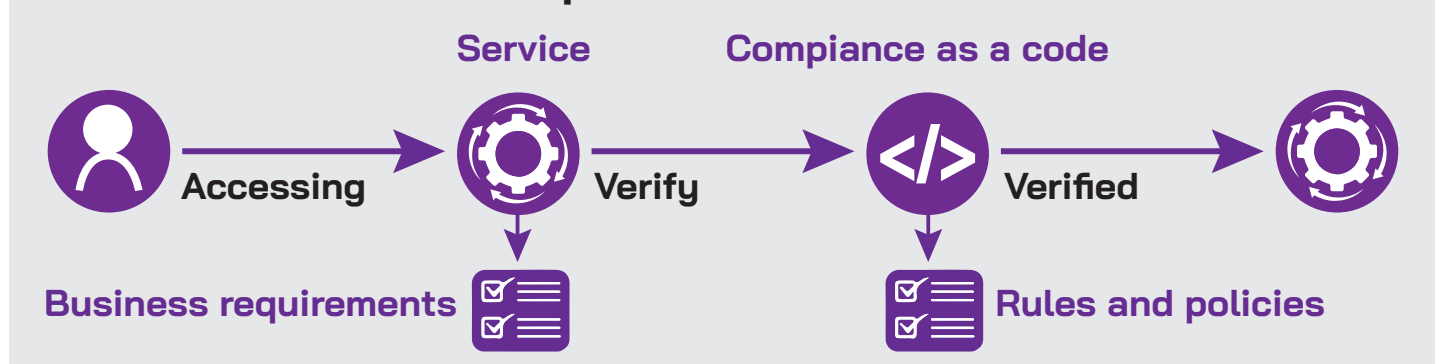 Service
Compiance as a code
Accessing
Verify
Verified
Business requirements
Rules and policies